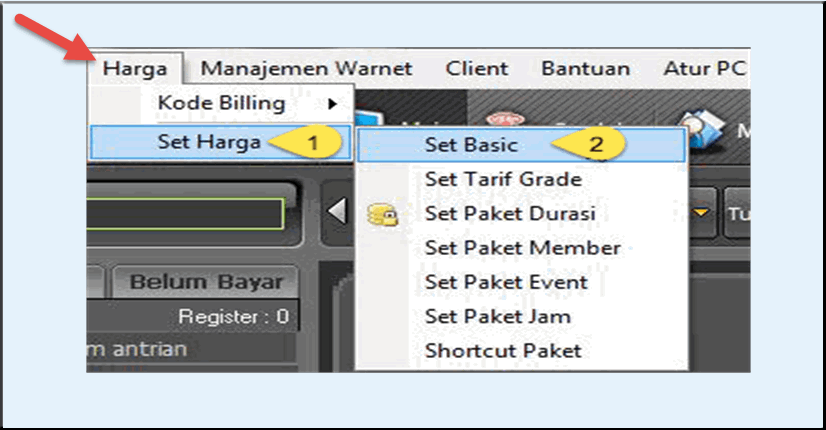 Harga Manajemen Warnet Client Bantuan Atur PC
Kode Billing
Set Harga 1
Set Basic 2
Set Tarif Grade
Set Paket Durasi
Set Paket Member
Set Paket Event
Set Paket Jam
Shortcut Paket
Tu
Belum Bayar
Register : 0
m antrian